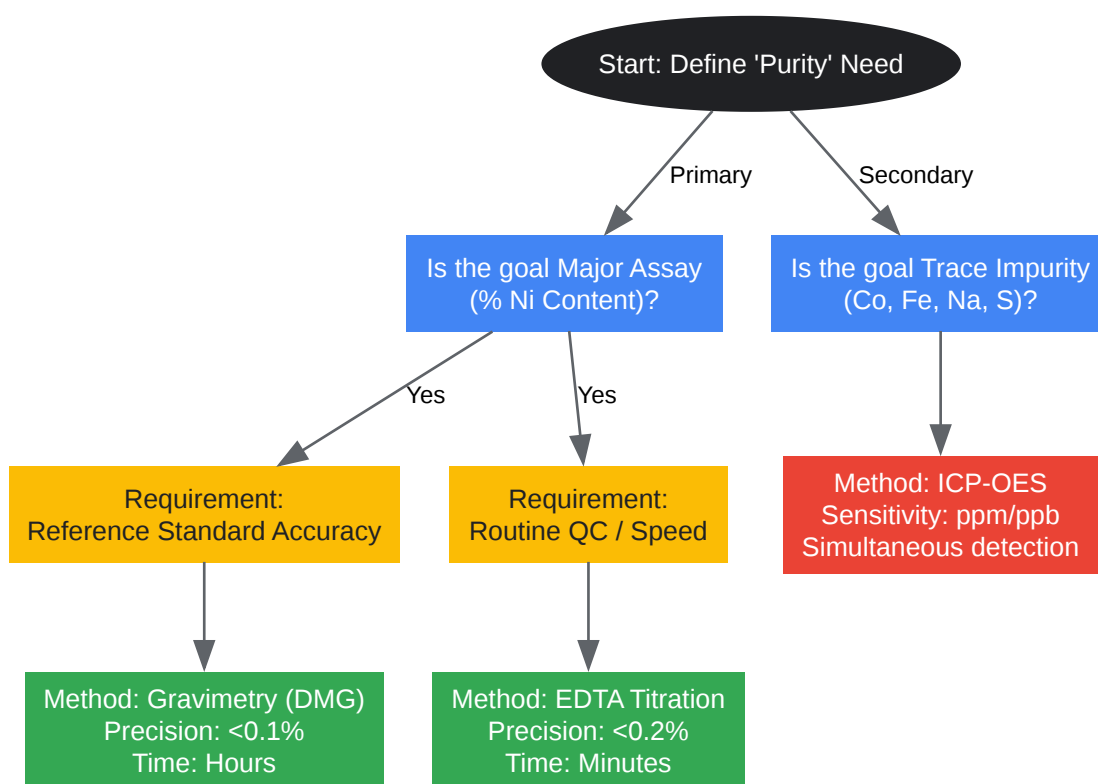 Start: Define 'Purity' Need
Primary
Secondary
Is the goal Major Assay
(% Ni Content)?
Is the goal Trace Impurity
(Co, Fe, Na, S)?
Yes
Yes
Requirement:
Reference Standard Accuracy
Requirement:
Routine QC / Speed
Method: ICP-OES
Sensitivity: ppm/ppb
Simultaneous detection
Method: Gravimetry (DMG)
Precision: <0.1%
Time: Hours
Method: EDTA Titration
Precision: <0.2%
Time: Minutes